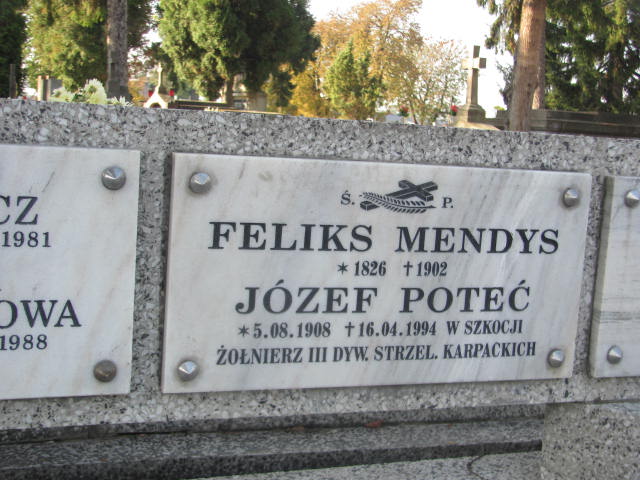 CZ
1981
OWA
1988
Ś. P.
FELIKS MENDYS
* 1826 † 1902
JÓZEF POTEĆ
* 5.08.1908 † 16.04.1994 W SZKOCJI
ŻOŁNIERZ III DYW. STRZEL. KARPACKICH